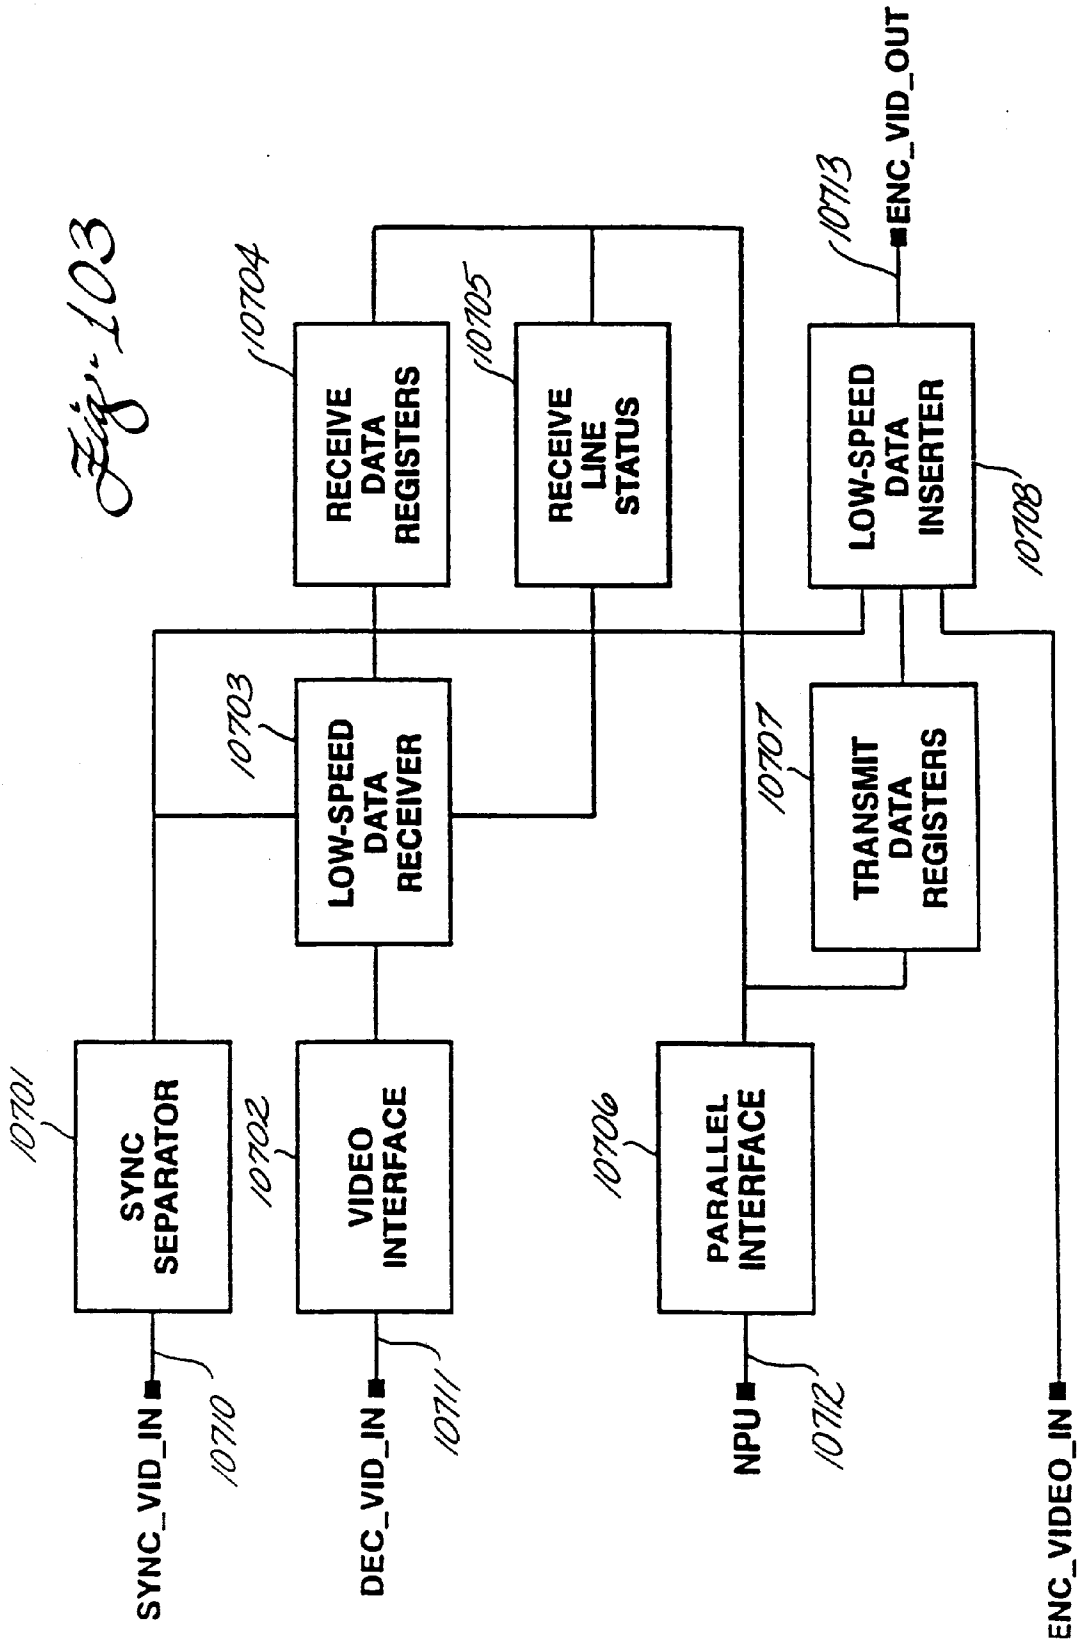 Fig. 103
10701
SYNC
SEPARATOR
SYNC_VID_IN
10710
10702
VIDEO
INTERFACE
DEC_VID_IN
10711
10703
LOW-SPEED
DATA
RECEIVER
10704
RECEIVE
DATA
REGISTERS
10705
RECEIVE
LINE
STATUS
10706
PARALLEL
INTERFACE
NPU
10712
10707
TRANSMIT
DATA
REGISTERS
LOW-SPEED
DATA
INSERTER
10708
10713
ENC_VID_OUT
ENC_VIDEO_IN